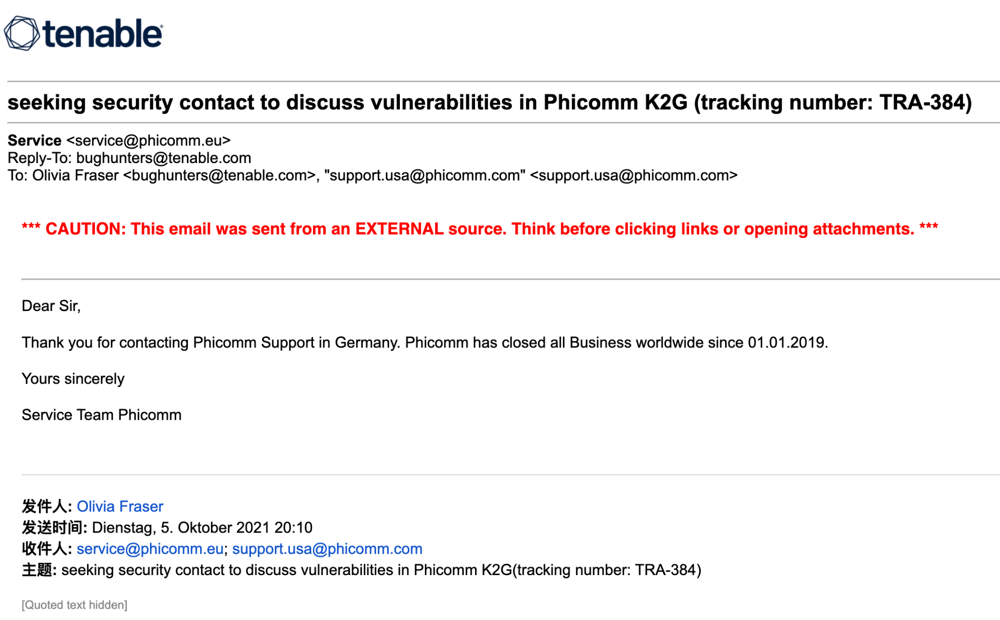 tenable®
seeking security contact to discuss vulnerabilities in Phicomm K2G (tracking number: TRA-384)
Service <service@phicomm.eu>
Reply-To: bughunters@tenable.com
To: Olivia Fraser <bughunters@tenable.com>, "support.usa@phicomm.com" <support.usa@phicomm.com>
*** CAUTION: This email was sent from an EXTERNAL source. Think before clicking links or opening attachments. ***
Dear Sir,
Thank you for contacting Phicomm Support in Germany. Phicomm has closed all Business worldwide since 01.01.2019.
Yours sincerely
Service Team Phicomm
发件人: Olivia Fraser
发送时间: Dienstag, 5. Oktober 2021 20:10
收件人: service@phicomm.eu; support.usa@phicomm.com
主题: seeking security contact to discuss vulnerabilities in Phicomm K2G(tracking number: TRA-384)
[Quoted text hidden]